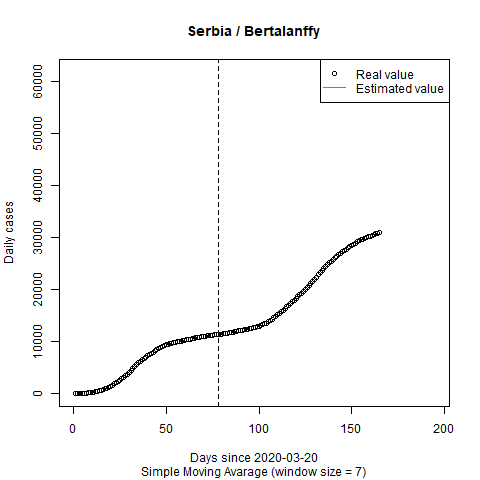 Serbia / Bertalanffy
Real value
Estimated value
Daily cases
60000
50000
40000
30000
20000
10000
0
0 50 100 150 200
Days since 2020-03-20
Simple Moving Avarage (window size = 7)